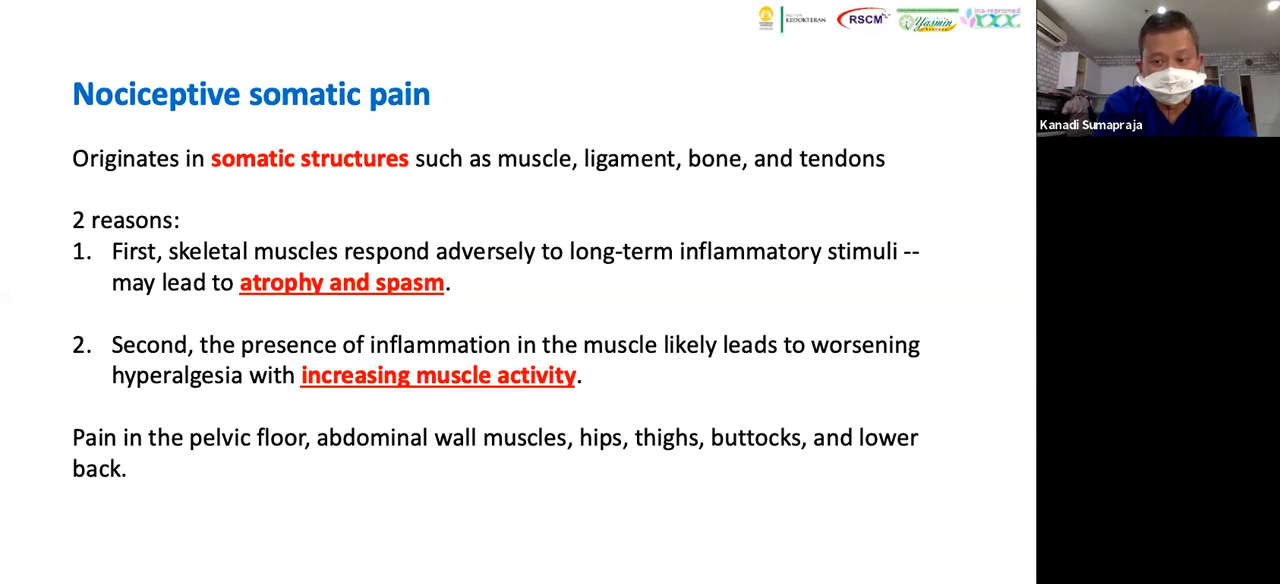 KEDOKTERAN
RSCM
Yasmin
ina-repromed
Kanadi Sumapraja
Nociceptive somatic pain
Originates in somatic structures such as muscle, ligament, bone, and tendons
2 reasons:
1. First, skeletal muscles respond adversely to long-term inflammatory stimuli --
may lead to atrophy and spasm.
2. Second, the presence of inflammation in the muscle likely leads to worsening
hyperalgesia with increasing muscle activity.
Pain in the pelvic floor, abdominal wall muscles, hips, thighs, buttocks, and lower
back.